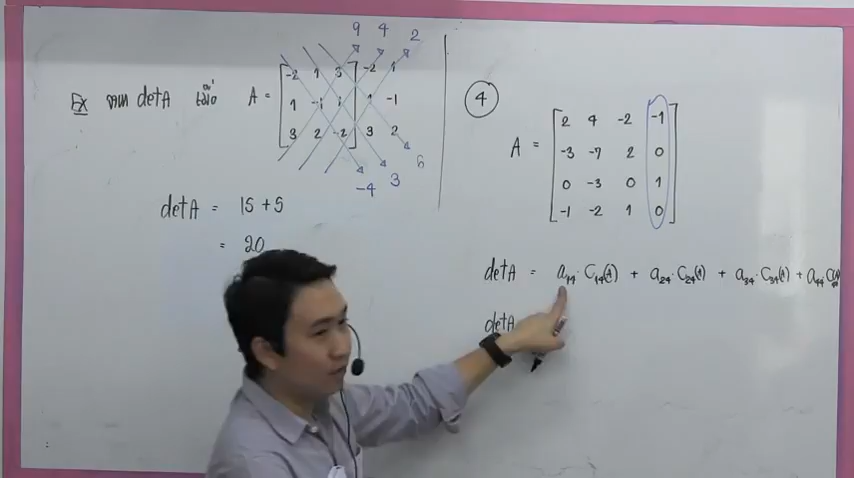 9 4 2
Ex จงหา detA เมื่อ A = [-2 1 3] -2 1
1 -1 1 1 -1
3 2 -2 3 2
6
3
-4
detA = 15 + 5
= 20
4
A = [2 4 -2 -1
-3 -7 2 0
0 -3 0 1
-1 -2 1 0]
detA = a₁₄·C₁₄(A) + a₂₄·C₂₄(A) + a₃₄·C₃₄(A) + a₄₄·C₄₄
detA